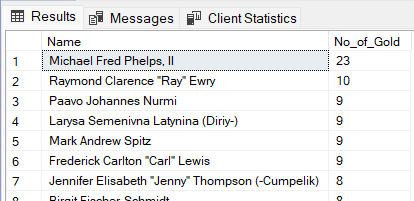 Results Messages Client Statistics
Name No_of_Gold
1 Michael Fred Phelps, II 23
2 Raymond Clarence "Ray" Ewry 10
3 Paavo Johannes Nurmi 9
4 Larysa Semenivna Latynina (Diriy-) 9
5 Mark Andrew Spitz 9
6 Frederick Carlton "Carl" Lewis 9
7 Jennifer Elisabeth "Jenny" Thompson (-Cumpelik) 8
Birgit Fischer-Schmidt